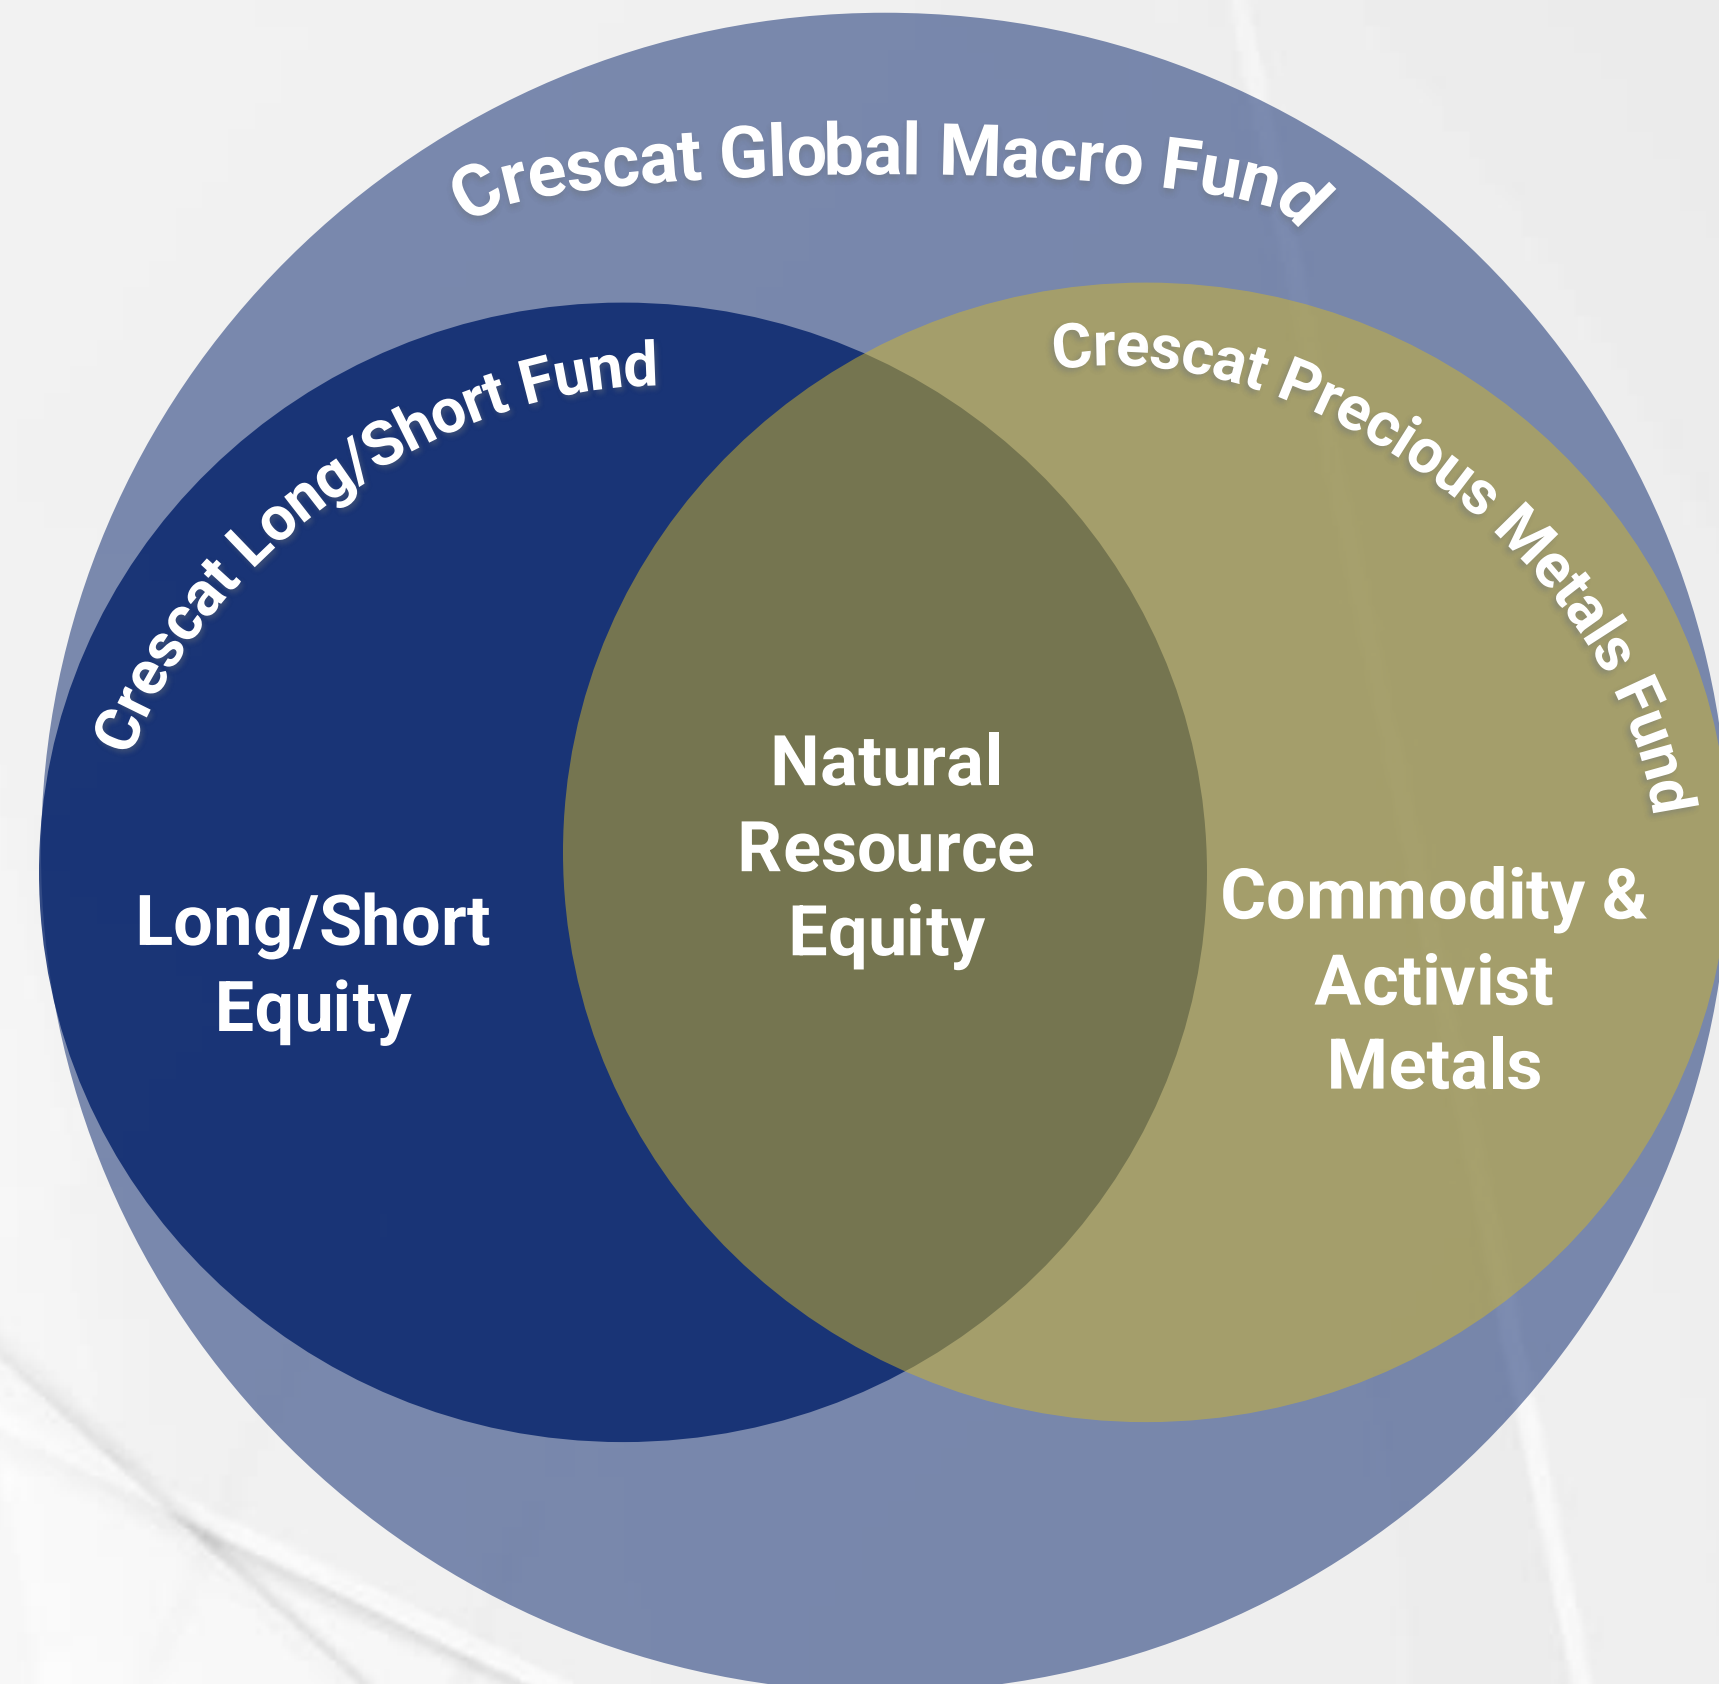 Crescat Global Macro Fund
Crescat Long/Short Fund
Crescat Precious Metals Fund
Long/Short
Equity
Natural
Resource
Equity
Commodity &
Activist
Metals